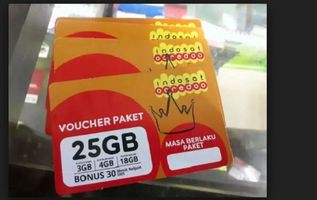 indosat
ooredoo
indosat
ooredoo
indosat
ooredoo
VOUCHER PAKET
25GB
3GB 4GB 18GB
BONUS 30
MASA BERLAKU
PAKET